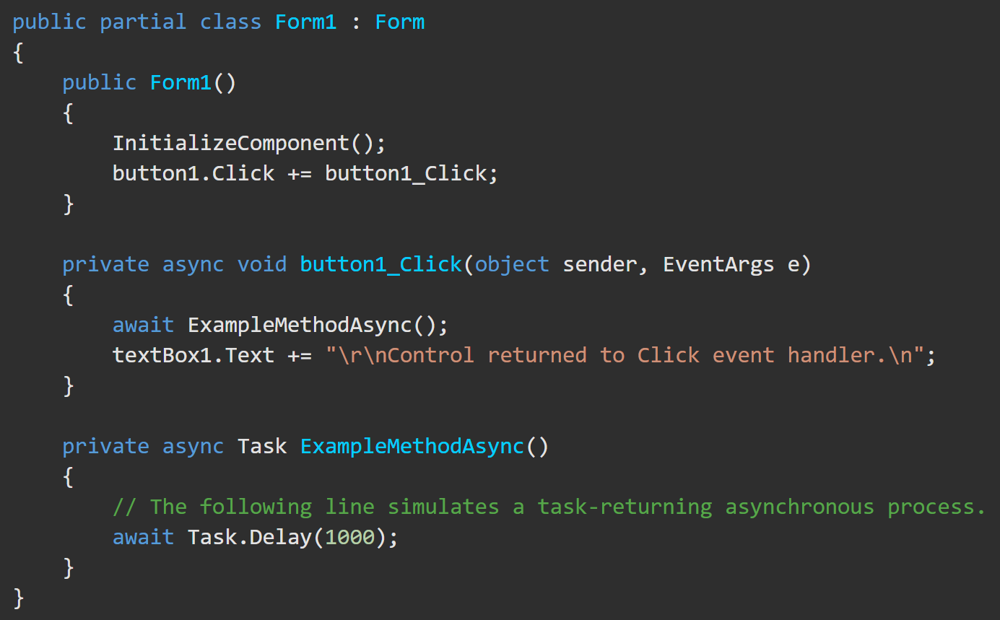 public partial class Form1 : Form
{
    public Form1()
    {
        InitializeComponent();
        button1.Click += button1_Click;
    }

    private async void button1_Click(object sender, EventArgs e)
    {
        await ExampleMethodAsync();
        textBox1.Text += "\r\nControl returned to Click event handler.\n";
    }

    private async Task ExampleMethodAsync()
    {
        // The following line simulates a task-returning asynchronous process.
        await Task.Delay(1000);
    }
}